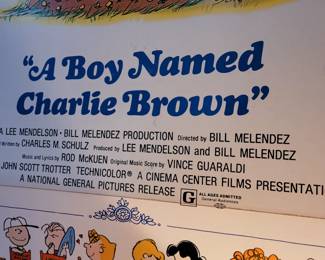 "A Boy Named
Charlie Brown"
A LEE MENDELSON · BILL MELENDEZ PRODUCTION Directed by BILL MELENDEZ
Written by CHARLES M. SCHULZ Produced by LEE MENDELSON and BILL MELENDEZ
Music and Lyrics by ROD McKUEN Original Music Score by VINCE GUARALDI
JOHN SCOTT TROTTER TECHNICOLOR® A CINEMA CENTER FILMS PRESENTATI
A NATIONAL GENERAL PICTURES RELEASE G ALL AGES ADMITTED
General Audiences